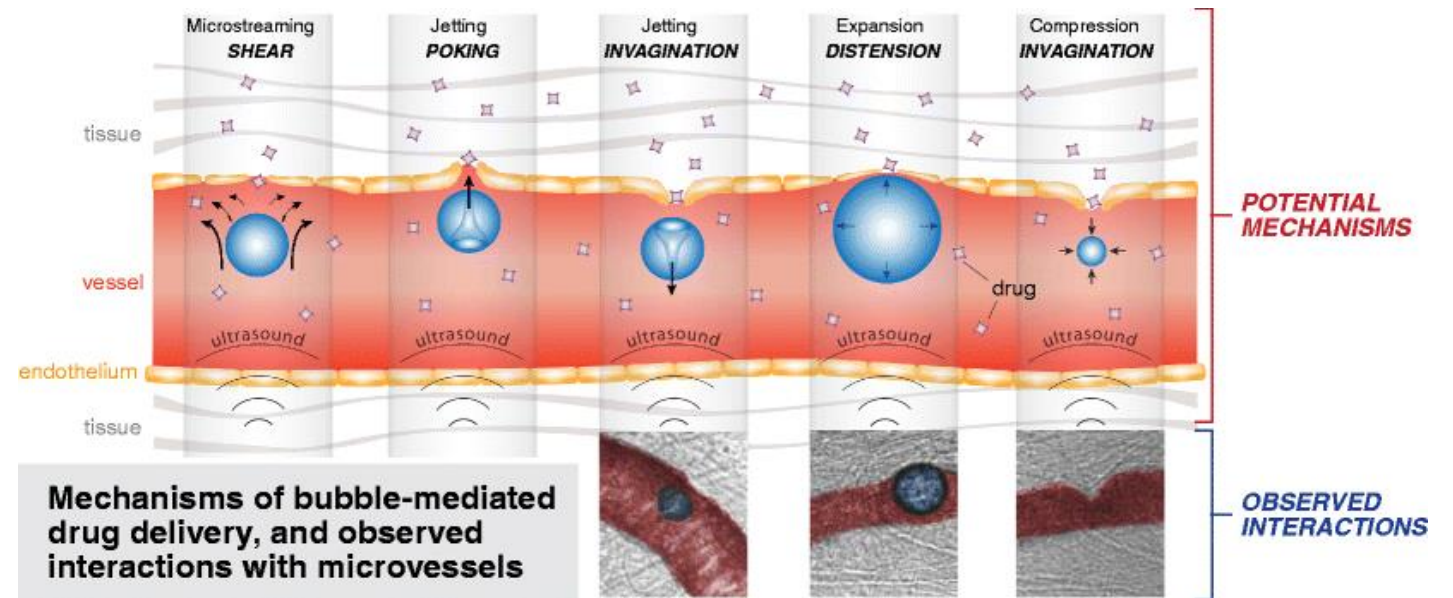 Microstreaming
SHEAR
Jetting
POKING
Jetting
INVAGINATION
Expansion
DISTENSION
Compression
INVAGINATION
tissue
vessel
endothelium
tissue
ultrasound
ultrasound
ultrasound
ultrasound
ultrasound
drug
POTENTIAL
MECHANISMS
OBSERVED
INTERACTIONS
Mechanisms of bubble-mediated
drug delivery, and observed
interactions with microvessels